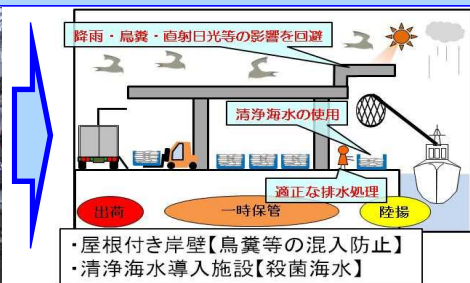 降雨・鳥糞・直射日光等の影響を回避
清浄海水の使用
適正な排水処理
出荷
一時保管
陸揚
・屋根付き岸壁【鳥糞等の混入防止】
・清浄海水導入施設【殺菌海水】